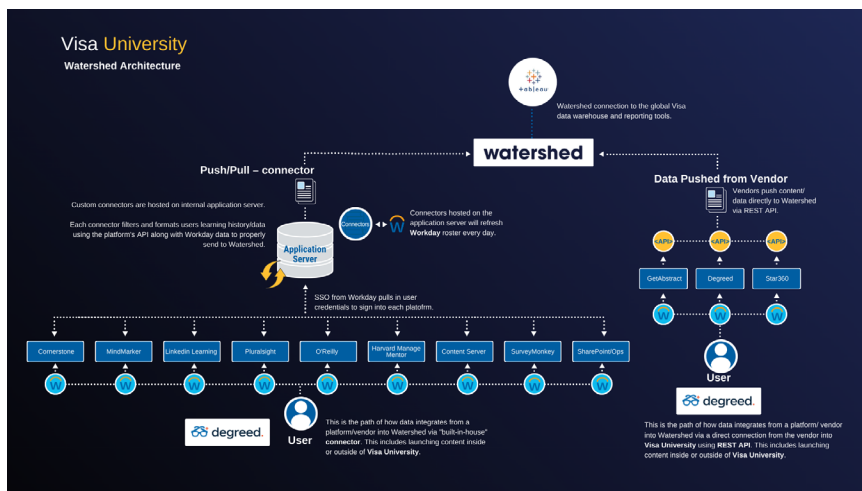 Visa University
Watershed Architecture
+ableau
Watershed connection to the global Visa
data warehouse and reporting tools.
watershed
Push/Pull – connector
Custom connectors are hosted on internal application server.
Each connector filters and formats users learning history/data
using the platform's API along with Workday data to properly
send to Watershed.
Application
Server
Connectors
W
Connectors hosted on the
application server will refresh
Workday roster every day.
SSO from Workday pulls in user
credentials to sign into each platofrm.
Cornerstone
MindMarker
Linkedin Learning
Pluralsight
O'Reilly
Harvard Manage
Mentor
Content Server
SurveyMonkey
SharePoint/Ops
W
W
W
W
W
W
W
W
W
degreed.
User
This is the path of how data integrates from a
platform/vendor into Watershed via "built-in-house"
connector. This includes launching content inside
or outside of Visa University.
Data Pushed from Vendor
Vendors push content/
data directly to Watershed
via REST API.
<API>
<API>
<API>
GetAbstract
Degreed
Star360
W
W
W
User
degreed.
This is the path of how data integrates from a platform/ vendor
into Watershed via a direct connection from the vendor into
Visa University using REST API. This includes launching
content inside or outside of Visa University.